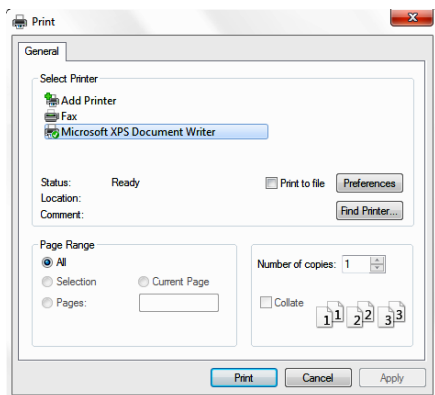 Print
General
Select Printer
Add Printer
Fax
Microsoft XPS Document Writer
Status: Ready
Print to file
Preferences
Location:
Comment:
Find Printer...
Page Range
All
Selection
Current Page
Pages:
Number of copies: 1
Collate
1 1 2 2 3 3
Print
Cancel
Apply